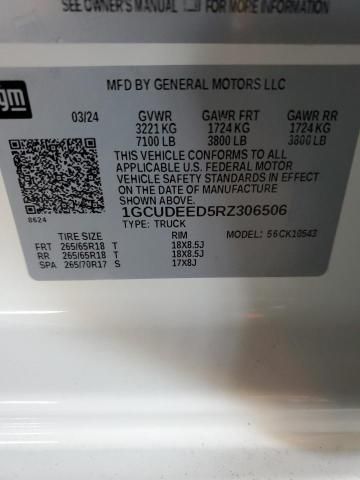 SEE OWNER'S MANUAL FOR MORE INFORMATION
gm
MFD BY GENERAL MOTORS LLC
03/24 GVWR GAWR FRT GAWR RR
3221 KG 1724 KG 1724 KG
7100 LB 3800 LB 3800 LB
THIS VEHICLE CONFORMS TO ALL
APPLICABLE U.S. FEDERAL MOTOR
VEHICLE SAFETY STANDARDS IN
EFFECT ON THE DATE OF
MANUFACTURE SHOWN ABOVE.
8624
1GCUDEED5RZ306506
TYPE: TRUCK
MODEL: 56CK10543
TIRE SIZE RIM
FRT 265/65R18 T 18X8.5J
RR 265/65R18 T 18X8.5J
SPA 265/70R17 S 17X8J